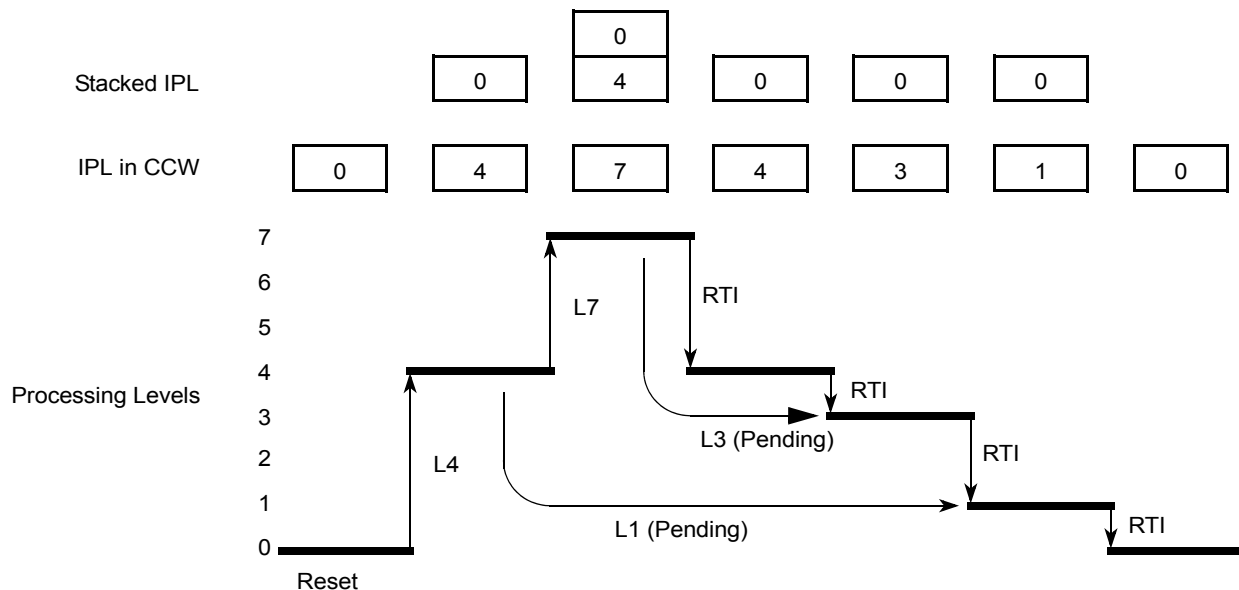 0
Stacked IPL 0 4 0 0 0
IPL in CCW 0 4 7 4 3 1 0
7
6
L7 RTI
5
4
Processing Levels RTI
3
L3 (Pending)
2 L4 RTI
1
L1 (Pending) RTI
0
Reset